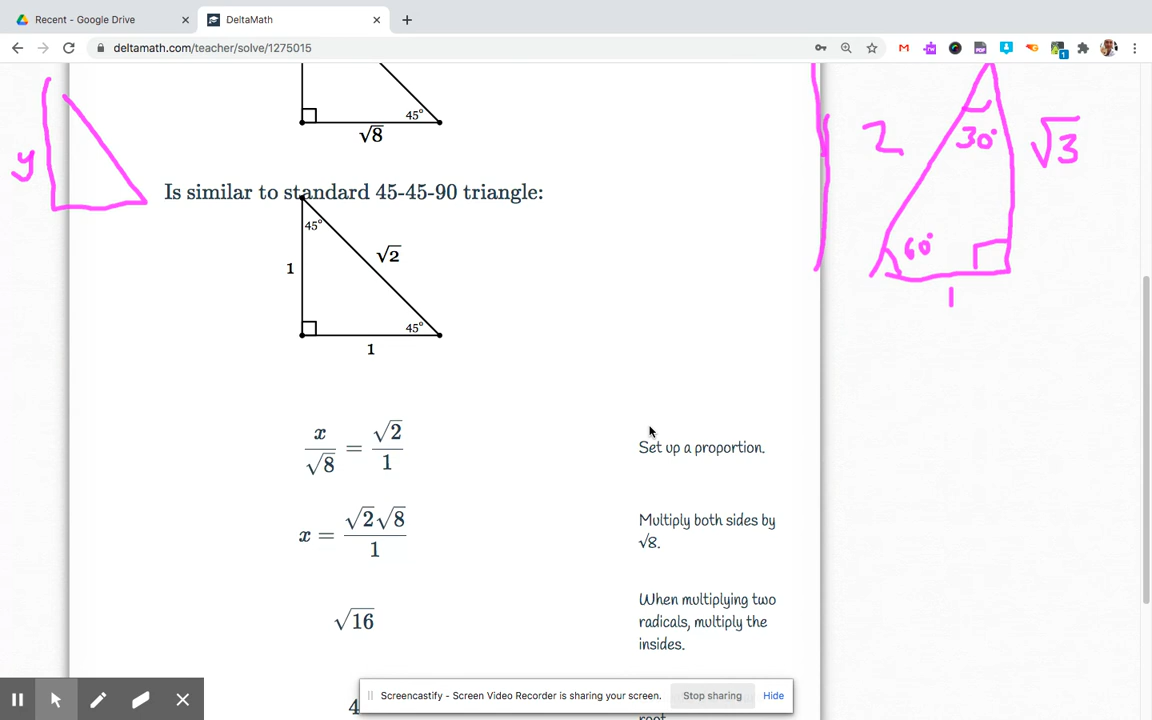 Recent - Google Drive
DeltaMath
deltamath.com/teacher/solve/1275015
45°
√8
y
2
30°
√3
60°
1
Is similar to standard 45-45-90 triangle:
45°
√2
1
45°
1
x/√8 = √2/1
Set up a proportion.
x = √2√8/1
Multiply both sides by
√8.
√16
When multiplying two
radicals, multiply the
insides.
4
root.
Screencastify - Screen Video Recorder is sharing your screen.
Stop sharing
Hide